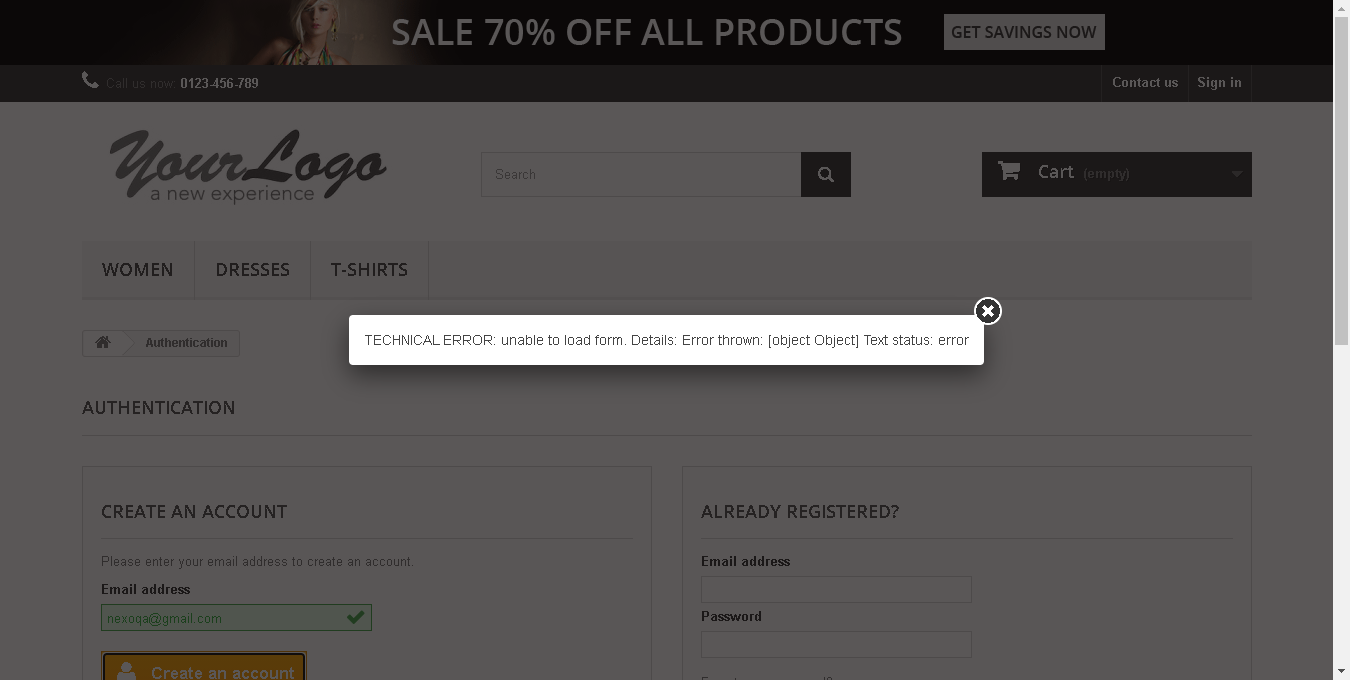 SALE 70% OFF ALL PRODUCTS GET SAVINGS NOW
Call us now: 0123-456-789 Contact us Sign in
YourLogo
a new experience
Search
Cart (empty)
WOMEN DRESSES T-SHIRTS
TECHNICAL ERROR: unable to load form. Details: Error thrown: [object Object] Text status: error
Authentication
AUTHENTICATION
CREATE AN ACCOUNT
Please enter your email address to create an account.
Email address
nexoqa@gmail.com
Create an account
ALREADY REGISTERED?
Email address
Password